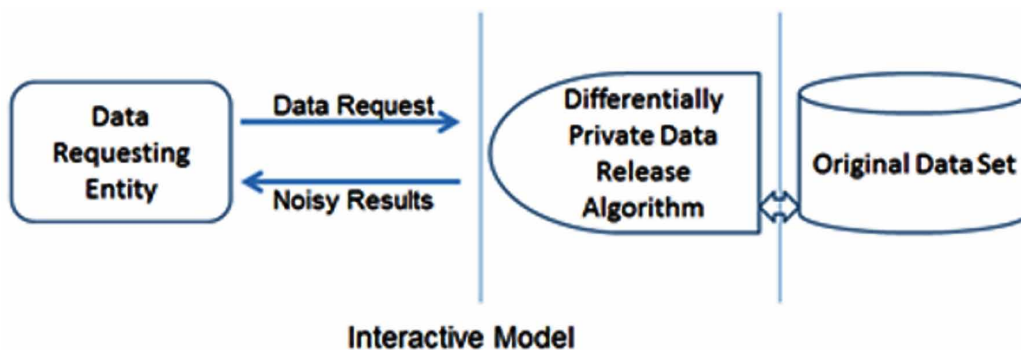 Data
Requesting
Entity
Data Request
Noisy Results
Differentially
Private Data
Release
Algorithm
Original Data Set
Interactive Model